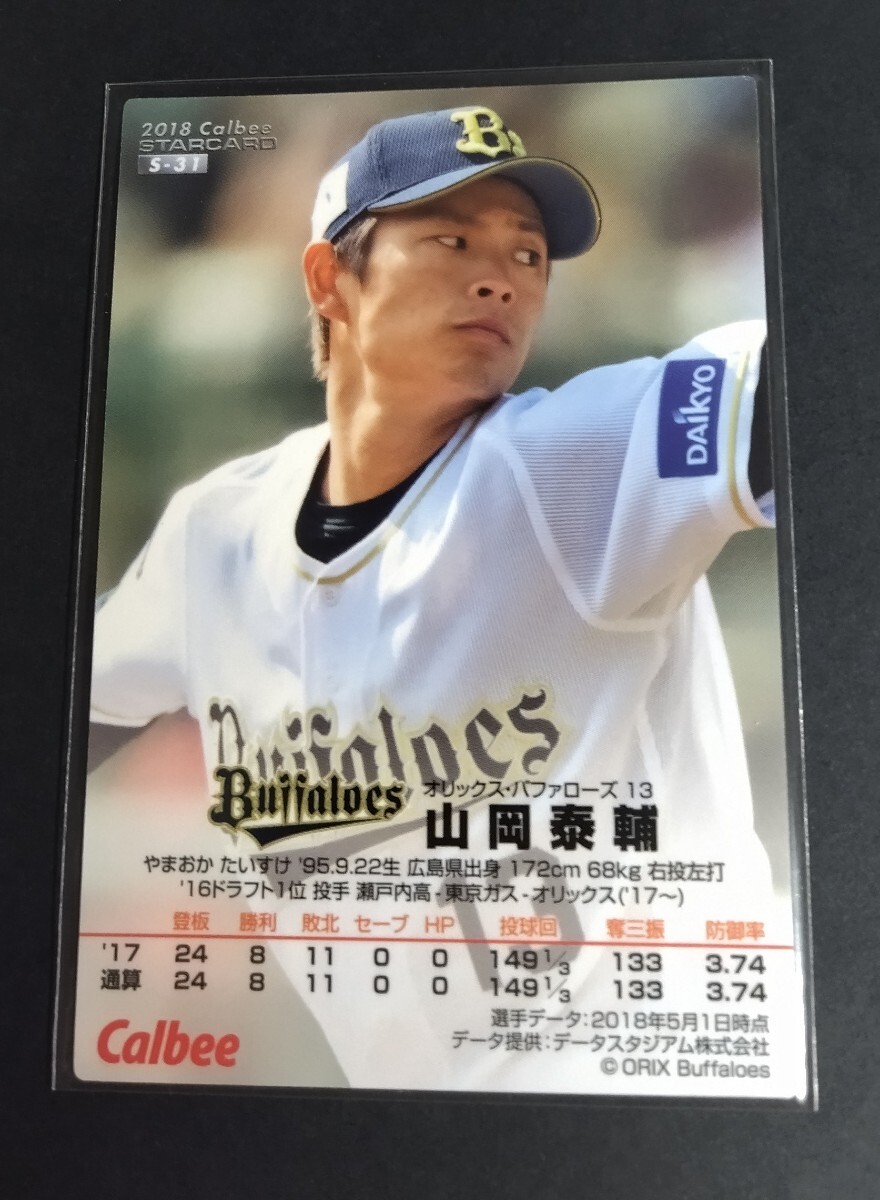 2018 Calbee
STARCARD
S-31
Bs
DAiKYO
Buffaloes
Buffaloes
オリックス・バファローズ 13
山岡泰輔
やまおか たいすけ '95.9.22生 広島県出身 172cm 68kg 右投左打
'16ドラフト1位 投手 瀬戸内高-東京ガス-オリックス('17〜)
登板 勝利 敗北 セーブ HP 投球回 奪三振 防御率
'17 24 8 11 0 0 149 1/3 133 3.74
通算 24 8 11 0 0 149 1/3 133 3.74
選手データ:2018年5月1日時点
データ提供:データスタジアム株式会社
Calbee
© ORIX Buffaloes
13